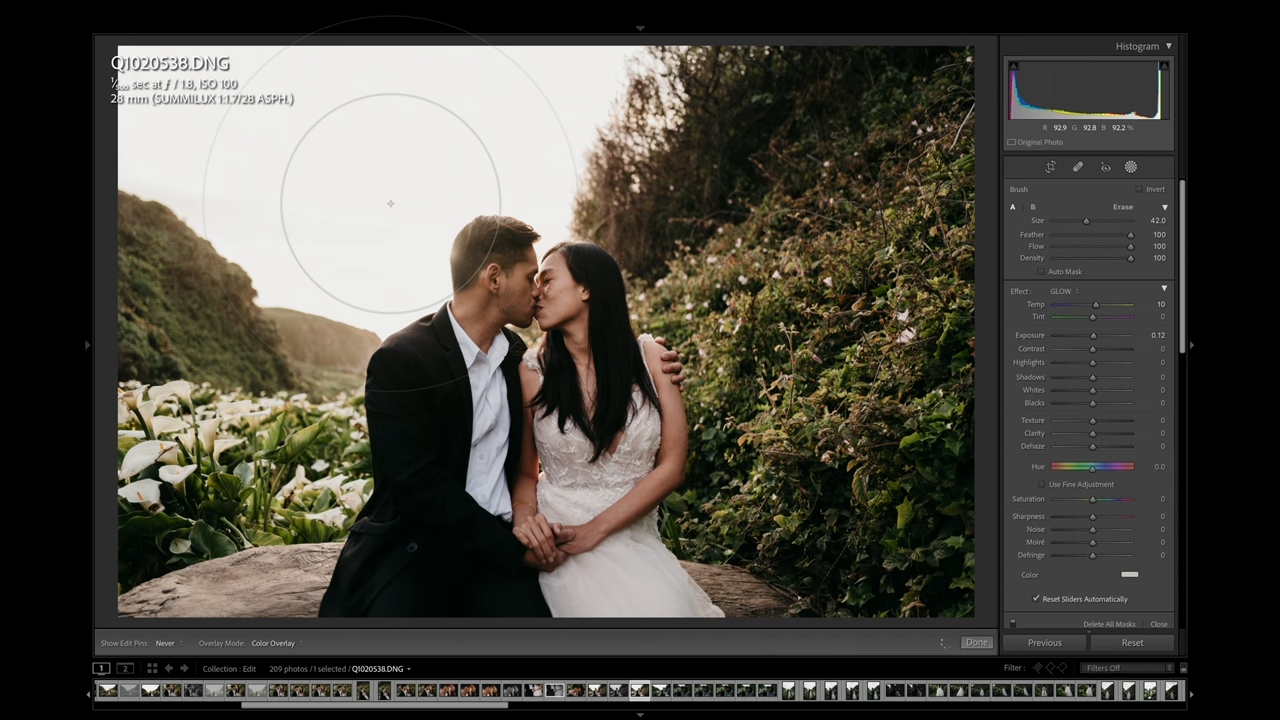 Q1020538.DNG
sec at ƒ / 1.8, ISO 100
28 mm (SUMMILUX 1:1.7/28 ASPH.)
Histogram
R 92.9 G 92.8 B 92.2 %
Original Photo
Brush Invert
A B Erase
Size 42.0
Feather 100
Flow 100
Density 100
Auto Mask
Effect : GLOW
Temp 10
Tint 0
Exposure 0.12
Contrast 0
Highlights 0
Shadows 0
Whites 0
Blacks 0
Texture 0
Clarity 0
Dehaze 0
Hue 0.0
Use Fine Adjustment
Saturation 0
Sharpness 0
Noise 0
Moiré 0
Defringe 0
Color
Reset Sliders Automatically
Delete All Masks Close
Show Edit Pins: Never Overlay Mode: Color Overlay Done
Previous Reset
1 2 Collection : Edit 209 photos / 1 selected / Q1020538.DNG Filter : Filters Off